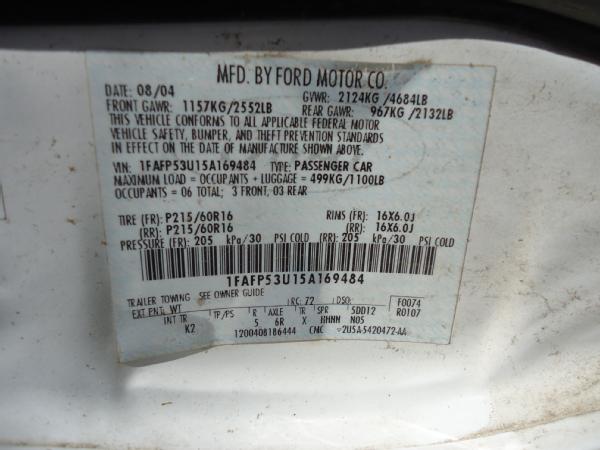 MFD. BY FORD MOTOR CO.
DATE: 08/04 GVWR: 2124KG /4684LB
FRONT GAWR: 1157KG/2552LB REAR GAWR: 967KG/2132LB
THIS VEHICLE CONFORMS TO ALL APPLICABLE FEDERAL MOTOR
VEHICLE SAFETY, BUMPER, AND THEFT PREVENTION STANDARDS
IN EFFECT ON THE DATE OF MANUFACTURE SHOWN ABOVE.
VIN: 1FAFP53U15A169484 TYPE: PASSENGER CAR
MAXIMUM LOAD = OCCUPANTS + LUGGAGE = 499KG/1100LB
OCCUPANTS = 06 TOTAL; 3 FRONT, 03 REAR
TIRE (FR): P215/60R16 RIMS (FR): 16X6.0J
(RR): P215/60R16 (RR): 16X6.0J
PRESSURE (FR): 205 kPa/30 PSI COLD (RR): 205 kPa/30 PSI COLD
1FAFP53U15A169484
TRAILER TOWING SEE OWNER GUIDE RC: 72 DSO: F0074
EXT PNT: WT R0107
INT TR TP/PS R AXLE TR SPR 5DD12
K2 5 6R X HHNN N05
1200408186444 CMC 2U5A-5420472-AA